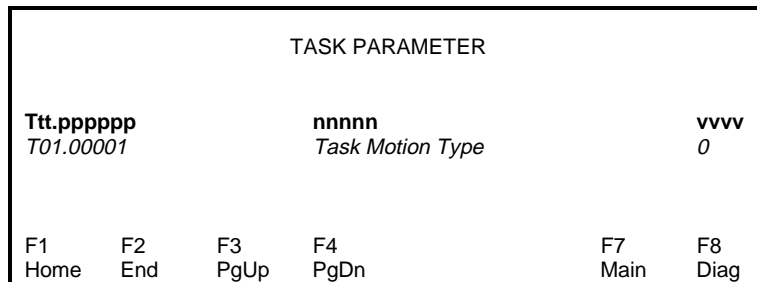 TASK PARAMETER
Ttt.pppppp nnnnn vvvv
T01.00001 Task Motion Type 0
F1 F2 F3 F4 F7 F8
Home End PgUp PgDn Main Diag